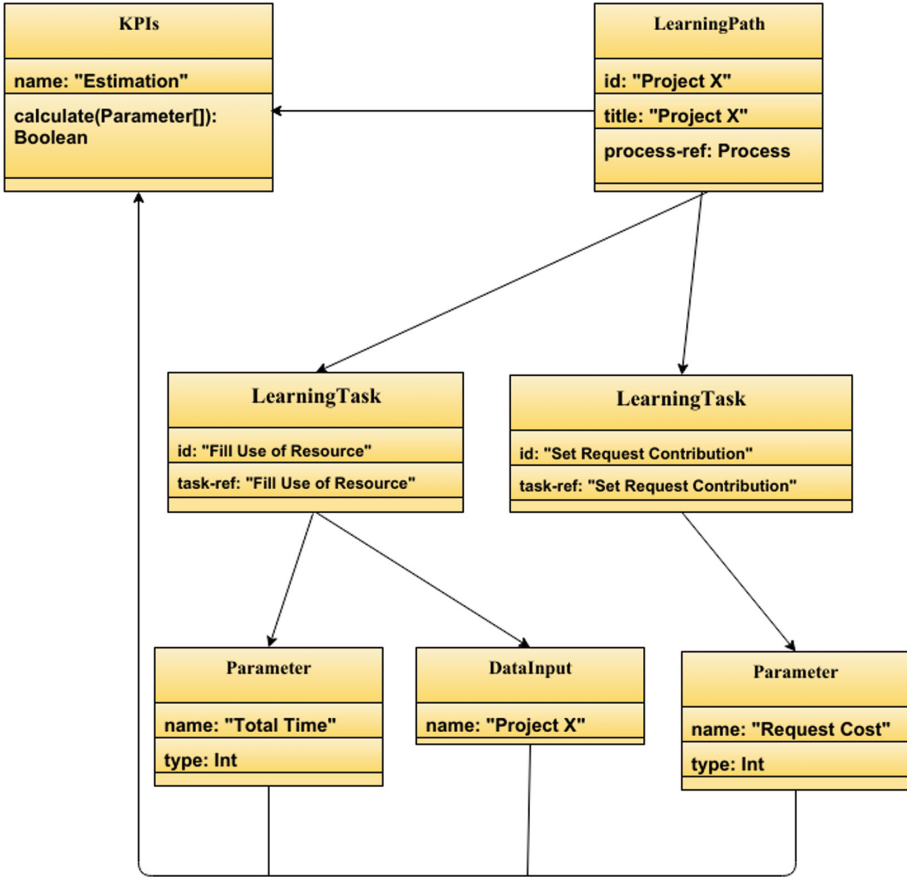 KPIs
name: "Estimation"
calculate(Parameter[]):
Boolean
LearningPath
id: "Project X"
title: "Project X"
process-ref: Process
LearningTask
id: "Fill Use of Resource"
task-ref: "Fill Use of Resource"
LearningTask
id: "Set Request Contribution"
task-ref: "Set Request Contribution"
Parameter
name: "Total Time"
type: Int
DataInput
name: "Project X"
Parameter
name: "Request Cost"
type: Int